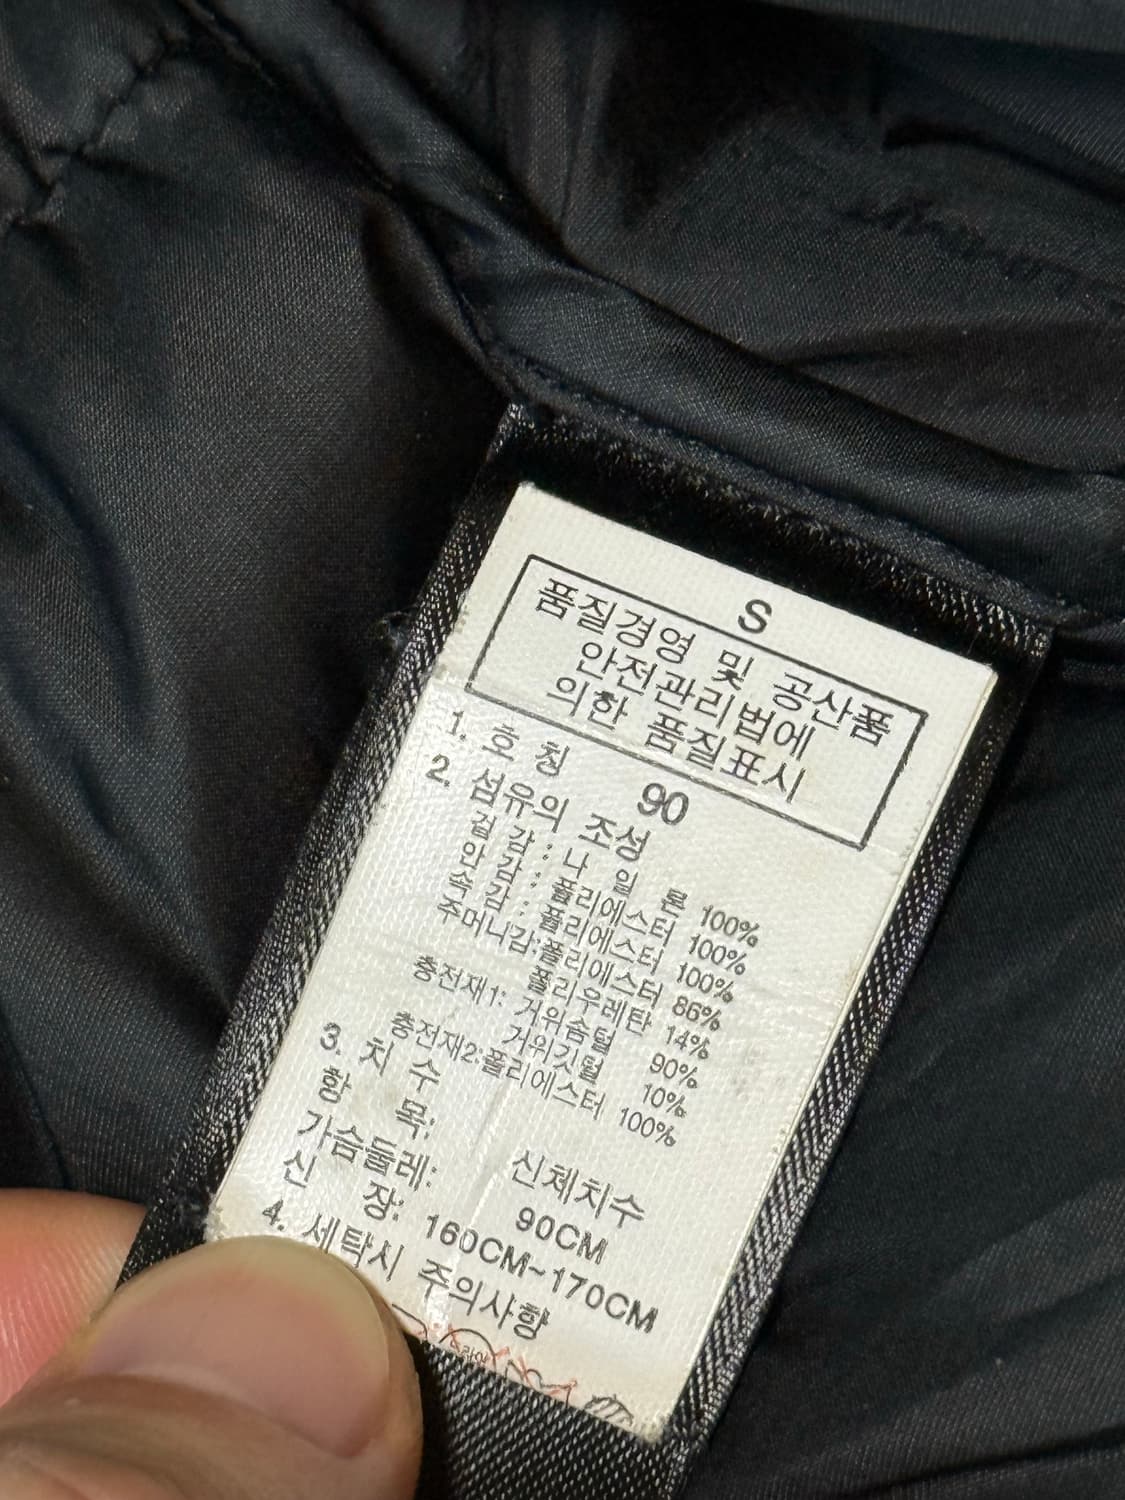 S
품질경영 및 공산품
안전관리법에
의한 품질표시
1. 호 칭 90
2. 섬유의 조성
겉 감 : 나 일 론 100%
안 감 : 폴리에스터 100%
속 감 : 폴리에스터 100%
주머니감: 폴리에스터 86%
폴리우레탄 14%
충전재1: 거위솜털 90%
거위깃털 10%
충전재2: 폴리에스터 100%
3. 치 수
항 목: 신체치수
가슴둘레: 90CM
신 장: 160CM~170CM
4. 세탁시 주의사항
드라이